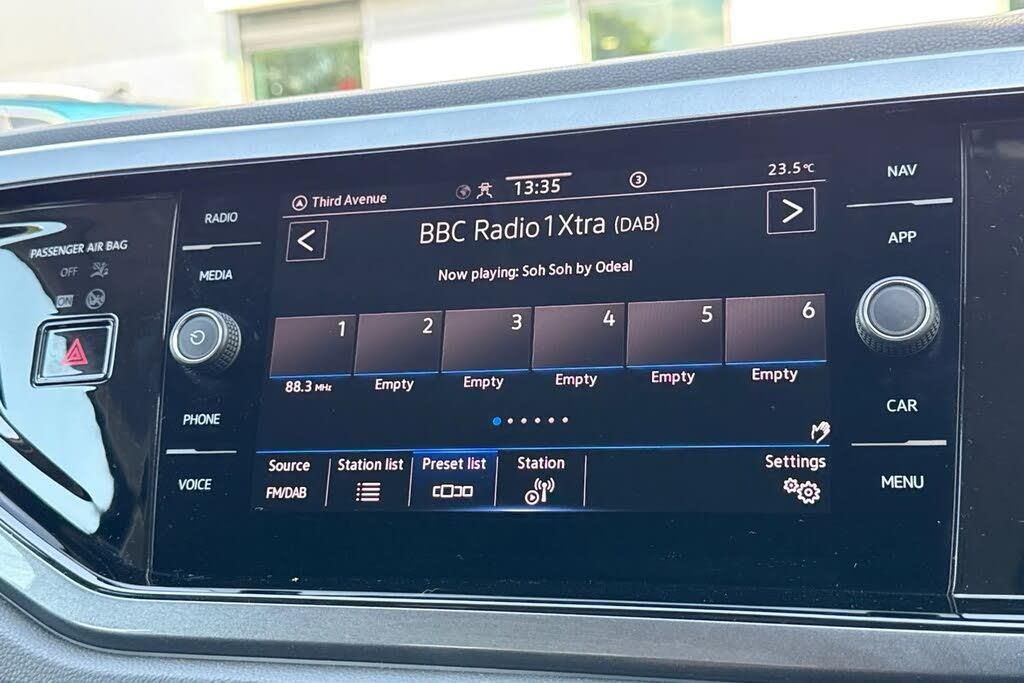 PASSENGER AIR BAG
OFF
ON
RADIO
MEDIA
PHONE
VOICE
Third Avenue
13:35
3
23.5°C
<
BBC Radio 1Xtra (DAB)
>
Now playing: Soh Soh by Odeal
1 2 3 4 5 6
88.3 MHz Empty Empty Empty Empty Empty
Source Station list Preset list Station Settings
FM/DAB
NAV
APP
CAR
MENU